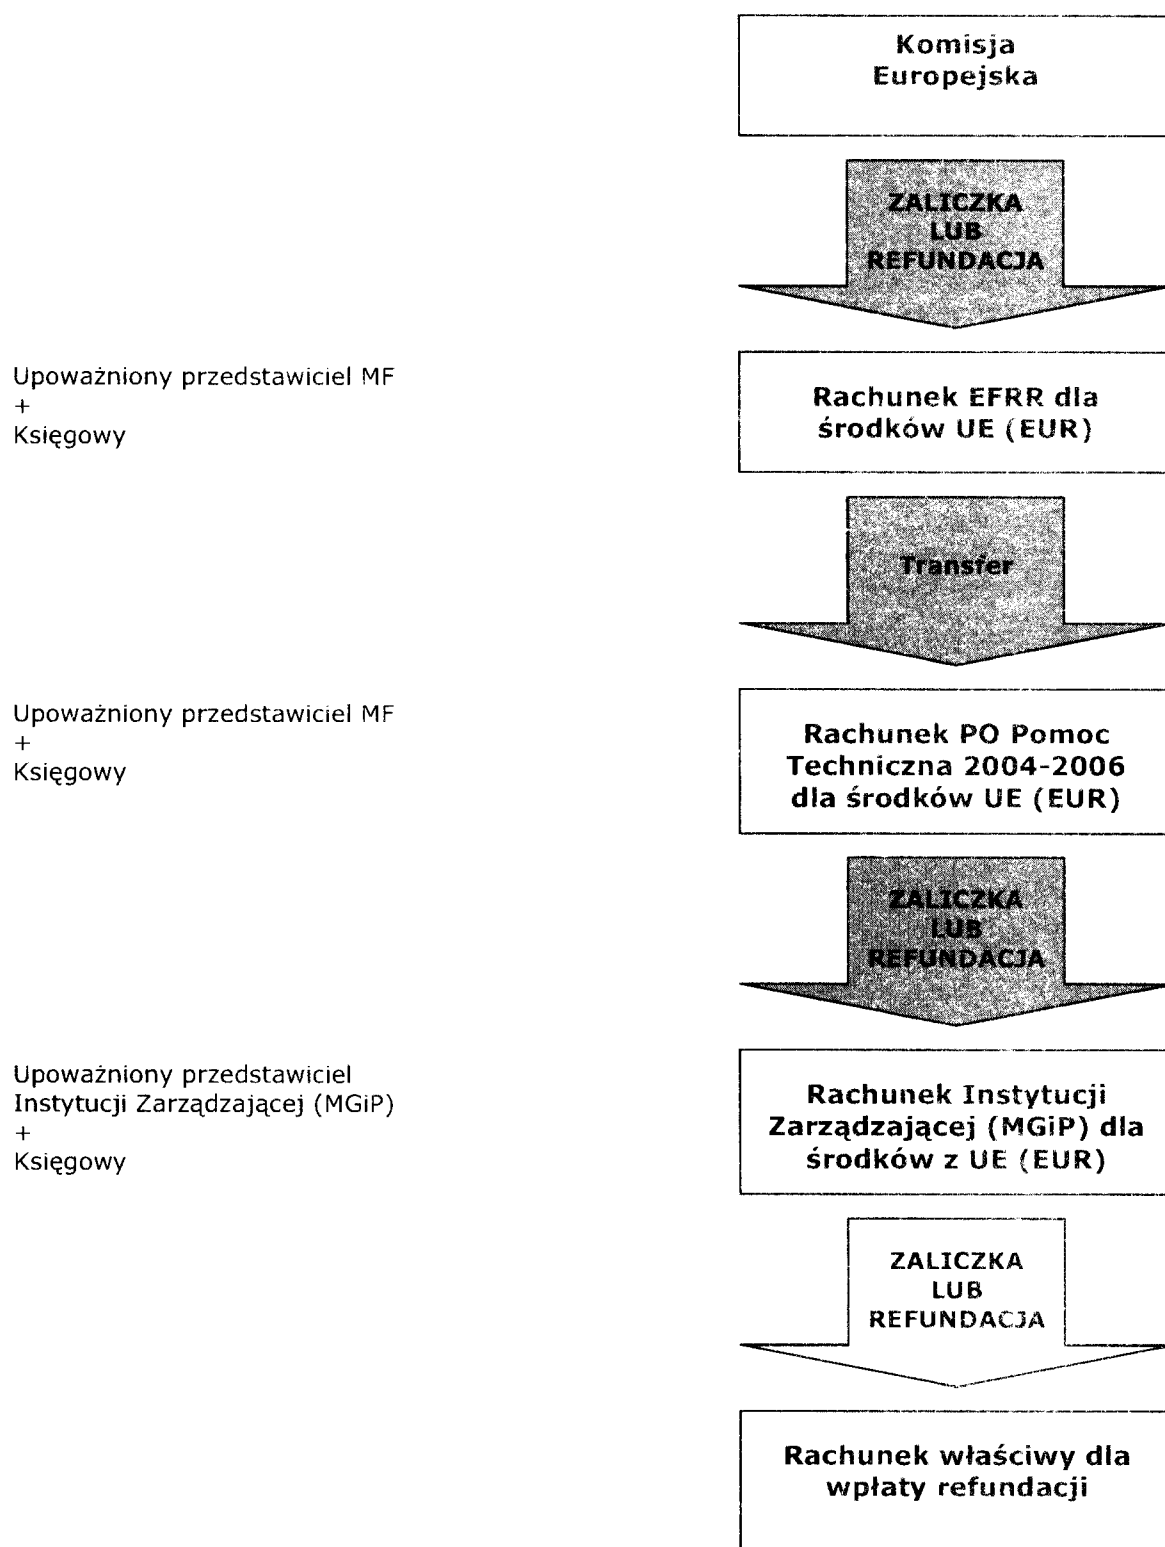 Komisja
Europejska
ZALICZKA
LUB
REFUNDACJA
Upoważniony przedstawiciel MF
+
Księgowy
Rachunek EFRR dla
środków UE (EUR)
Transfer
Upoważniony przedstawiciel MF
+
Księgowy
Rachunek PO Pomoc
Techniczna 2004-2006
dla środków UE (EUR)
ZALICZKA
LUB
REFUNDACJA
Upoważniony przedstawiciel
Instytucji Zarządzającej (MGiP)
+
Księgowy
Rachunek Instytucji
Zarządzającej (MGiP) dla
środków z UE (EUR)
ZALICZKA
LUB
REFUNDACJA
Rachunek właściwy dla
wpłaty refundacji